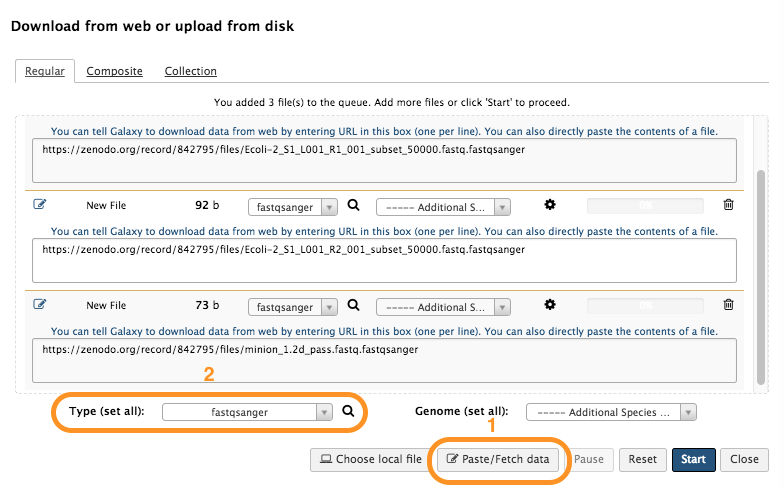 Download from web or upload from disk
Regular Composite Collection
You added 3 file(s) to the queue. Add more files or click 'Start' to proceed.
You can tell Galaxy to download data from web by entering URL in this box (one per line). You can also directly paste the contents of a file.
https://zenodo.org/record/842795/files/Ecoli-2_S1_L001_R1_001_subset_50000.fastq.fastqsanger
New File 92 b fastqsanger ----- Additional S... 0%
You can tell Galaxy to download data from web by entering URL in this box (one per line). You can also directly paste the contents of a file.
https://zenodo.org/record/842795/files/Ecoli-2_S1_L001_R2_001_subset_50000.fastq.fastqsanger
New File 73 b fastqsanger ----- Additional S... 0%
You can tell Galaxy to download data from web by entering URL in this box (one per line). You can also directly paste the contents of a file.
https://zenodo.org/record/842795/files/minion_1.2d_pass.fastq.fastqsanger
2
Type (set all): fastqsanger Genome (set all): ----- Additional Species ...
1
Choose local file Paste/Fetch data Pause Reset Start Close